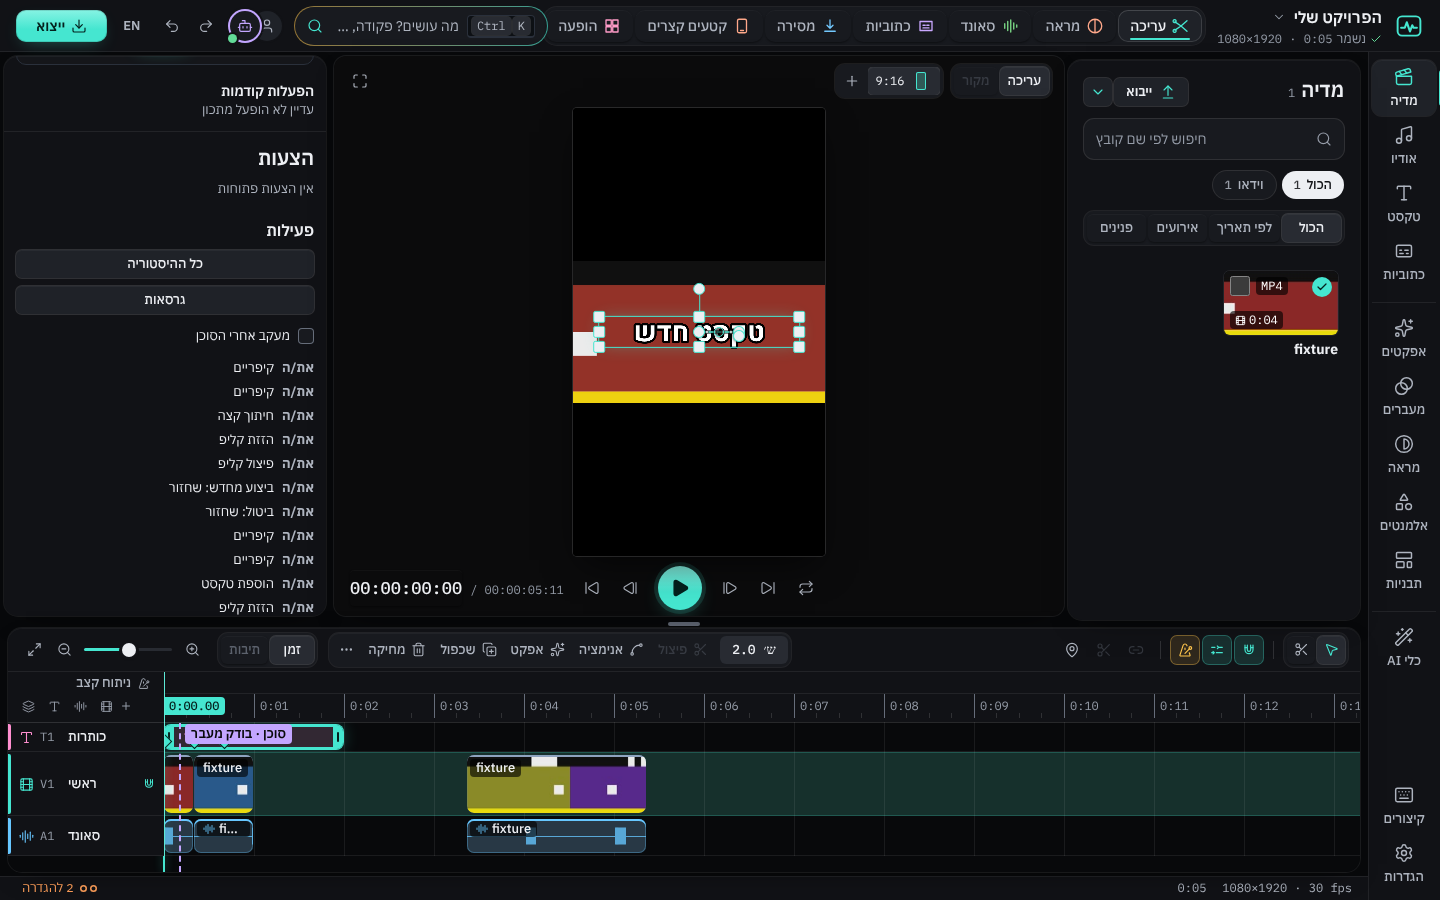 הפרויקט שלי
נשמר 0:05 · 1080×1920
עריכה
מראה
סאונד
כתוביות
מסירה
קטעים קצרים
הופעה
מה עושים? פקודה, ...
Ctrl K
EN
ייצוא
מדיה
אודיו
טקסט
כתוביות
אפקטים
מעברים
מראה
אלמנטים
תבניות
כלי AI
קיצורים
הגדרות
מדיה 1
ייבוא
חיפוש לפי שם קובץ
הכול 1
וידאו 1
הכול
לפי תאריך
אירועים
פנינים
MP4
0:04
fixture
עריכה
מקור
9:16
טקסט חדש
00:00:00:00 / 00:00:05:11
הפעלות קודמות
עדיין לא הופעל מתכון
הצעות
אין הצעות פתוחות
פעילות
כל ההיסטוריה
גרסאות
מעקב אחרי הסוכן
את/ה קיפריים
את/ה קיפריים
את/ה חיתוך קצה
את/ה הזזת קליפ
את/ה פיצול קליפ
את/ה ביצוע מחדש: שחזור
את/ה ביטול: שחזור
את/ה קיפריים
את/ה קיפריים
את/ה הוספת טקסט
את/ה הזזת קליפ
2.0 ש׳
פיצול
אנימציה
אפקט
שכפול
מחיקה
זמן
תיבות
ניתוח קצב
0:00.00
0:01
0:02
0:03
0:04
0:05
0:06
0:07
0:08
0:09
0:10
0:11
0:12
0:1
T1 כותרות
סוכן · בודק מעבר
V1 ראשי
fixture
fixture
A1 סאונד
fi...
fixture
2 להגדרה
0:05
1080×1920 · 30 fps